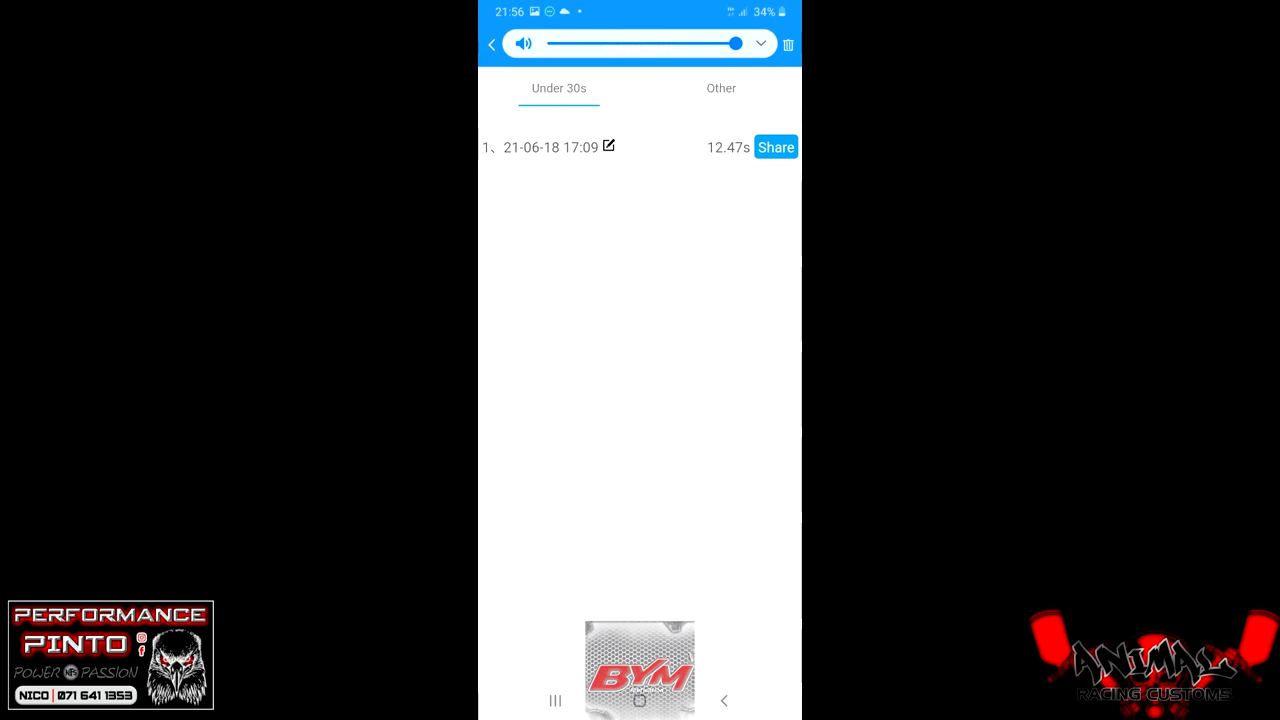 21:56
34%
Under 30s
Other
1、21-06-18 17:09
12.47s
Share
PERFORMANCE
PINTO
POWER PASSION
NICO | 071 641 1353
BYM
ANIMAL
RACING CUSTOMS